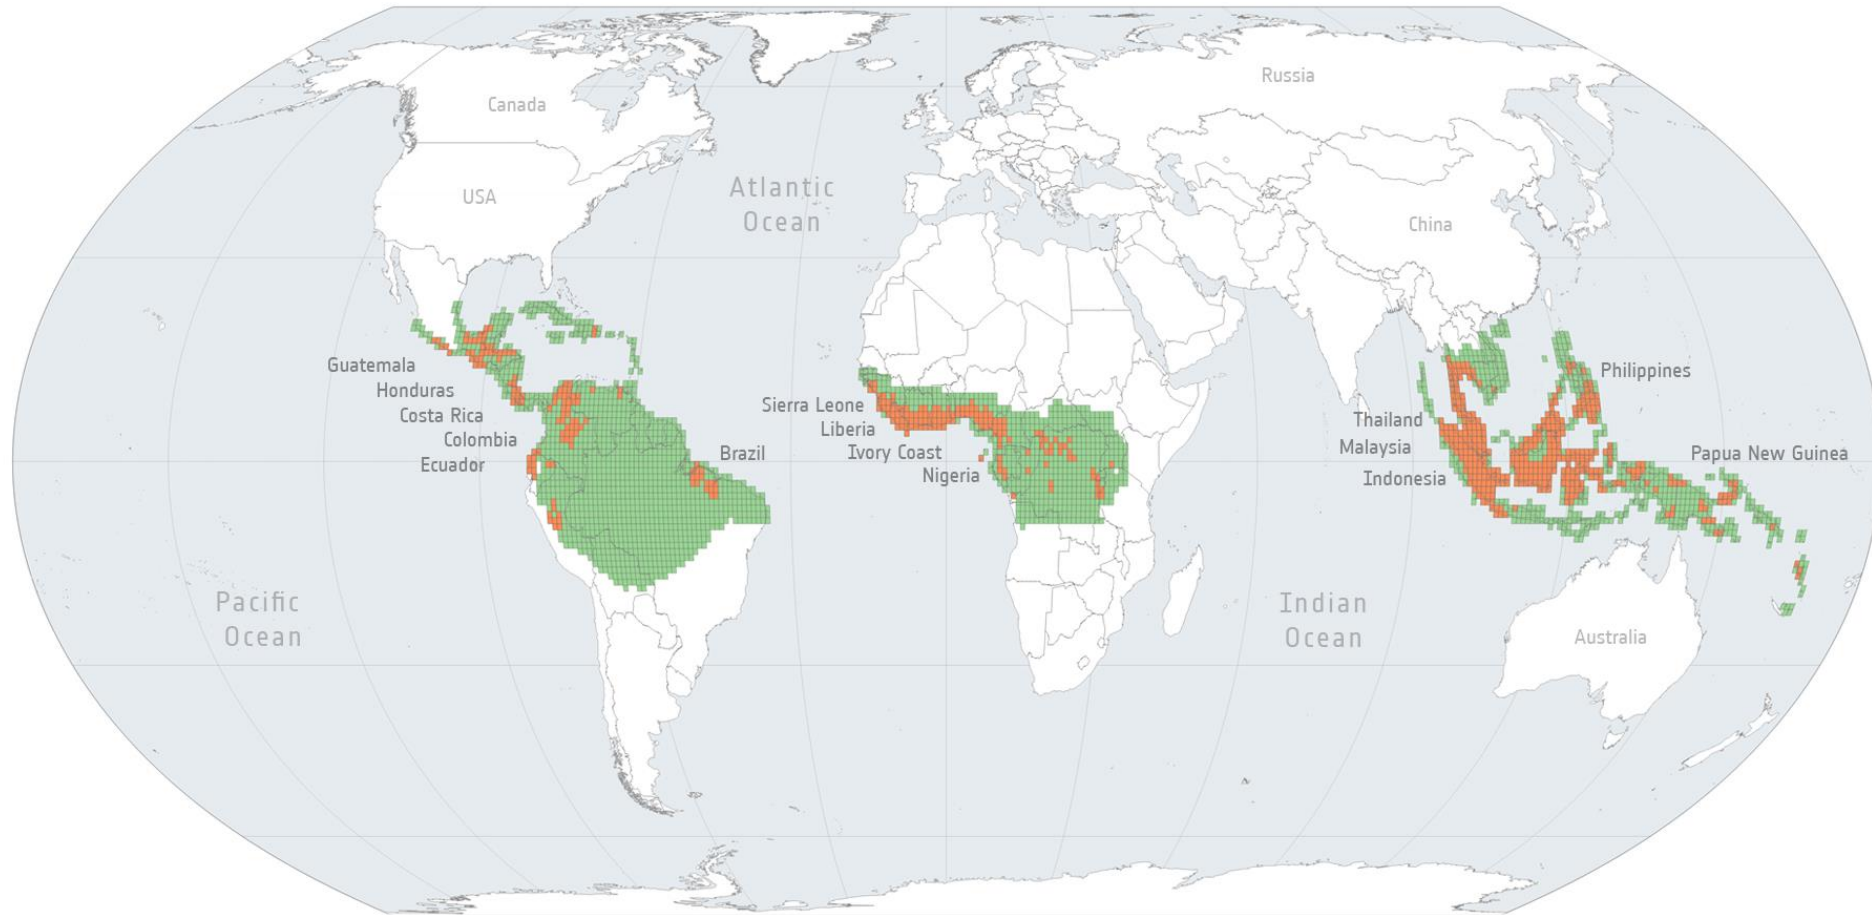 Canada
Russia
USA
Atlantic
Ocean
China
Guatemala
Honduras
Costa Rica
Colombia
Ecuador
Brazil
Sierra Leone
Liberia
Ivory Coast
Nigeria
Philippines
Thailand
Malaysia
Indonesia
Papua New Guinea
Pacific
Ocean
Indian
Ocean
Australia